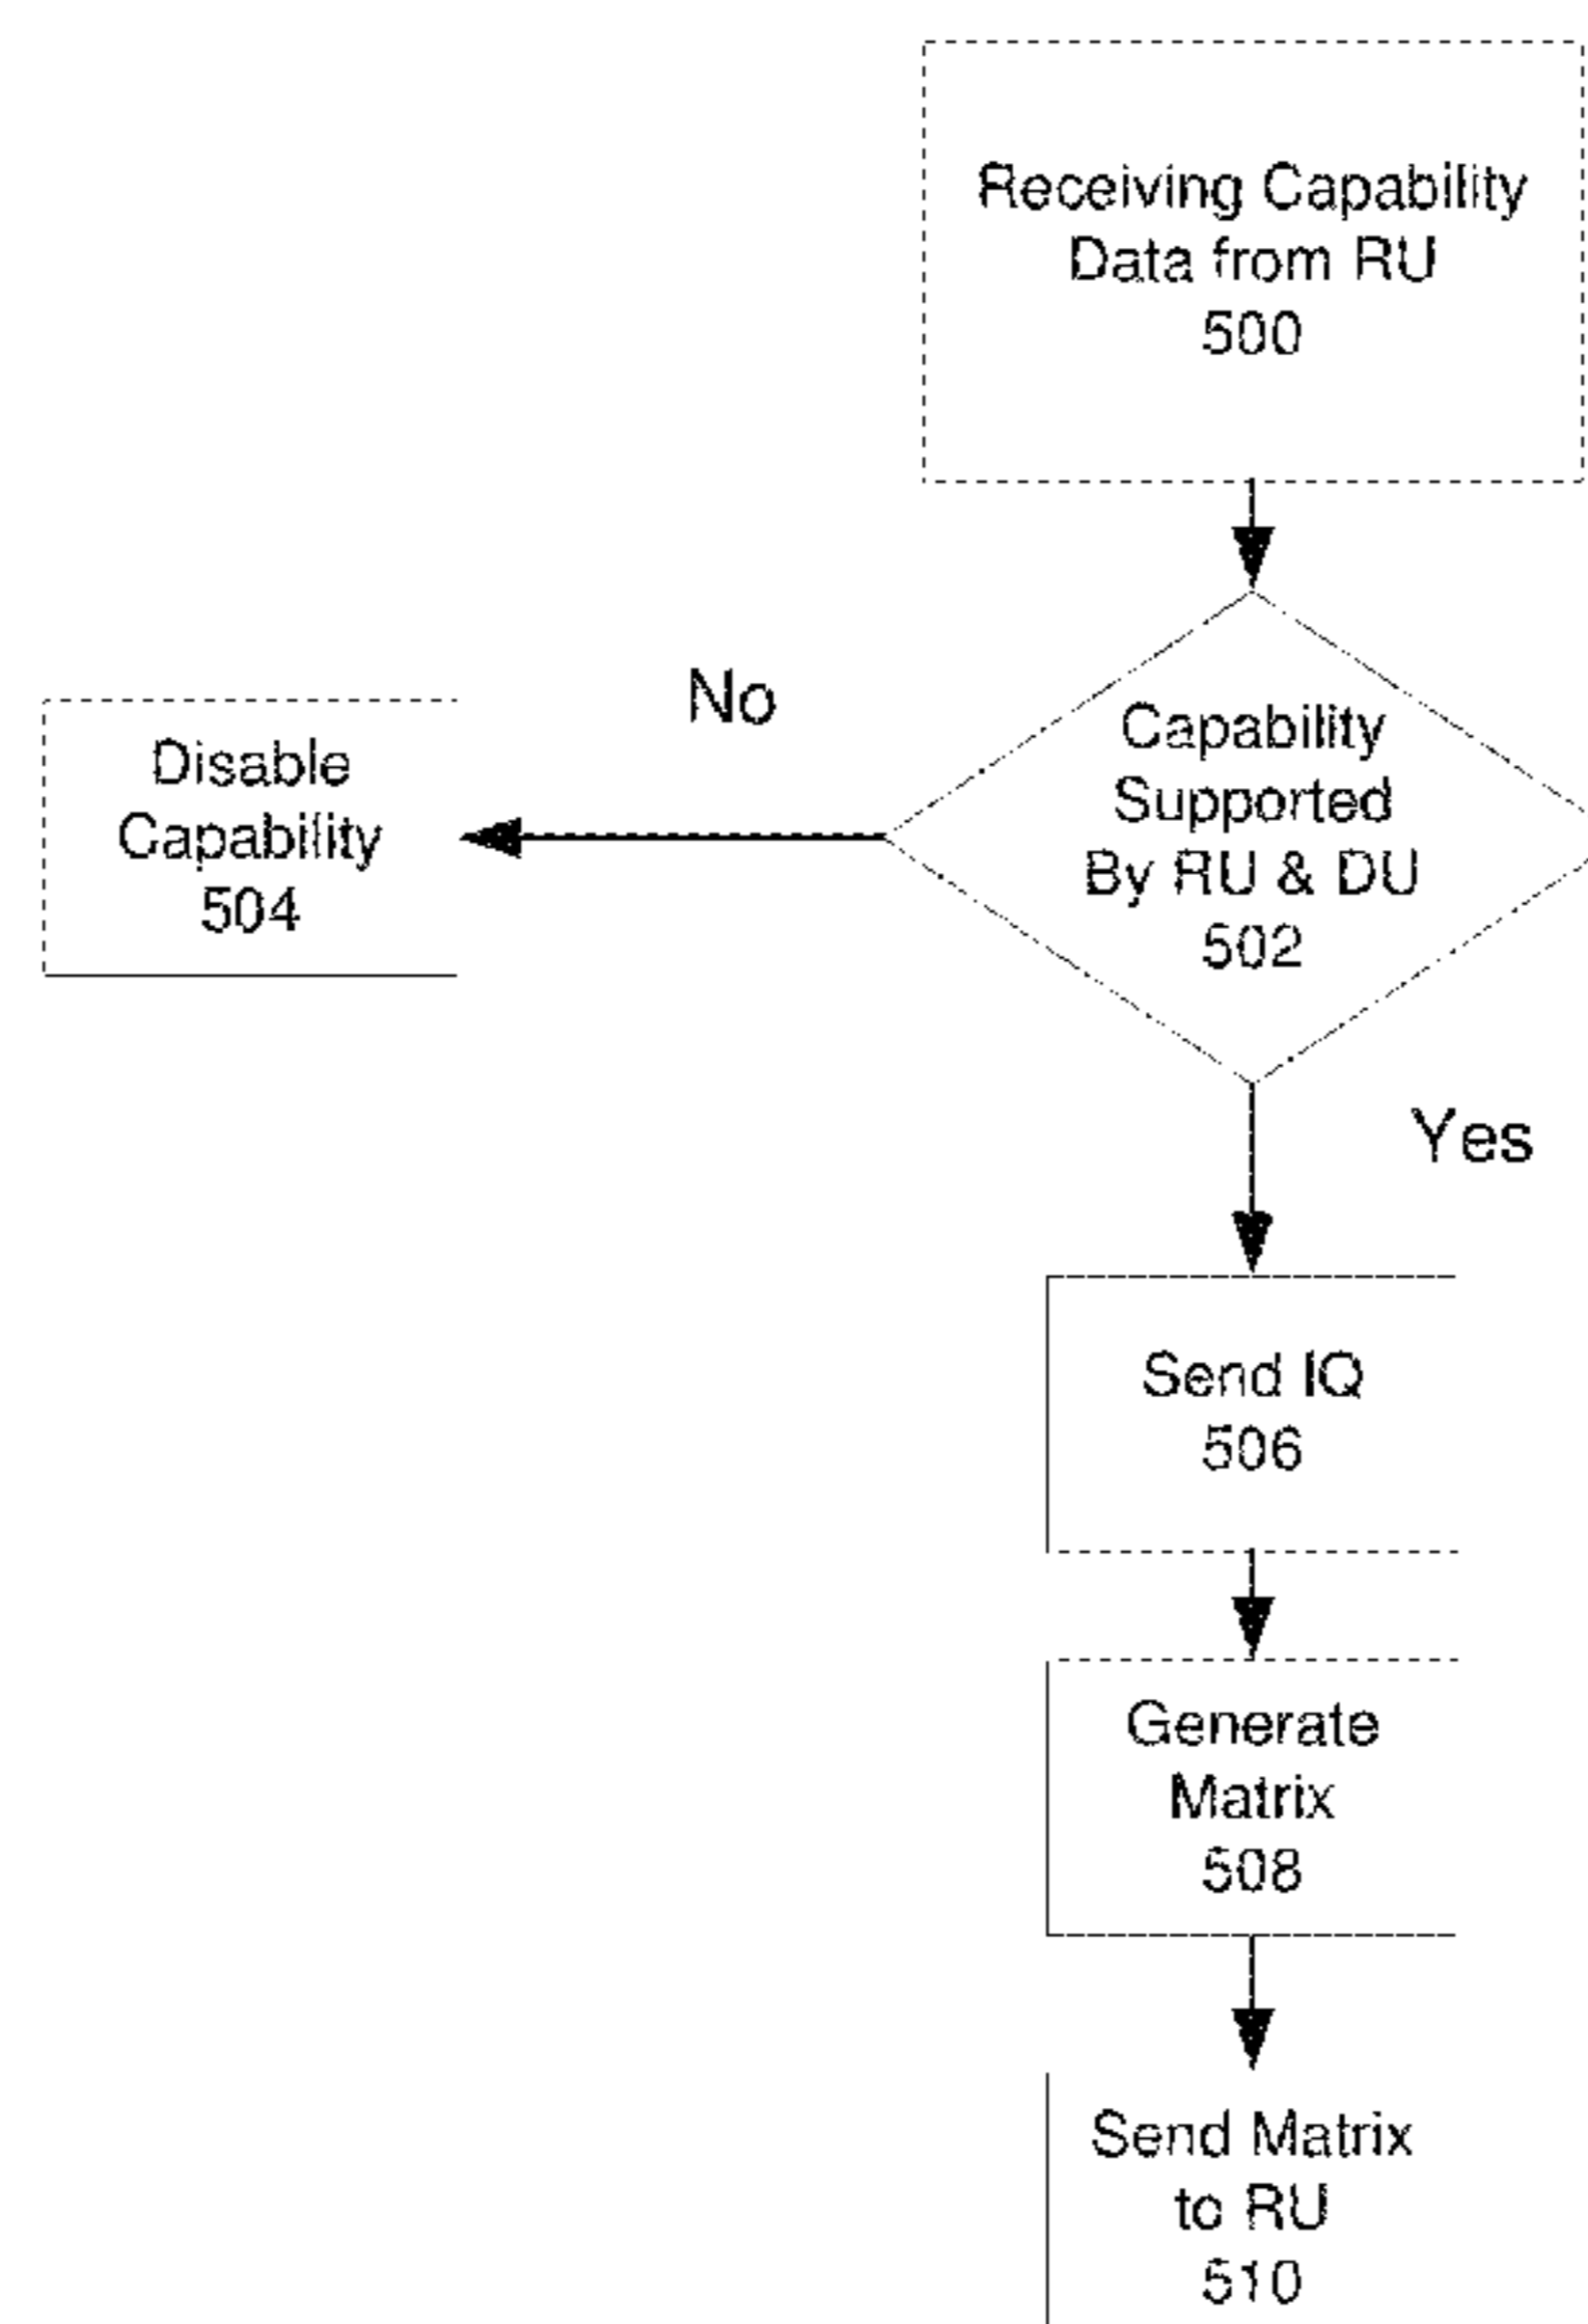 Receiving Capability
Data from RU
500
No
Capability
Supported
By RU & DU
502
Disable
Capability
504
Yes
Send IQ
506
Generate
Matrix
508
Send Matrix
to RU
510